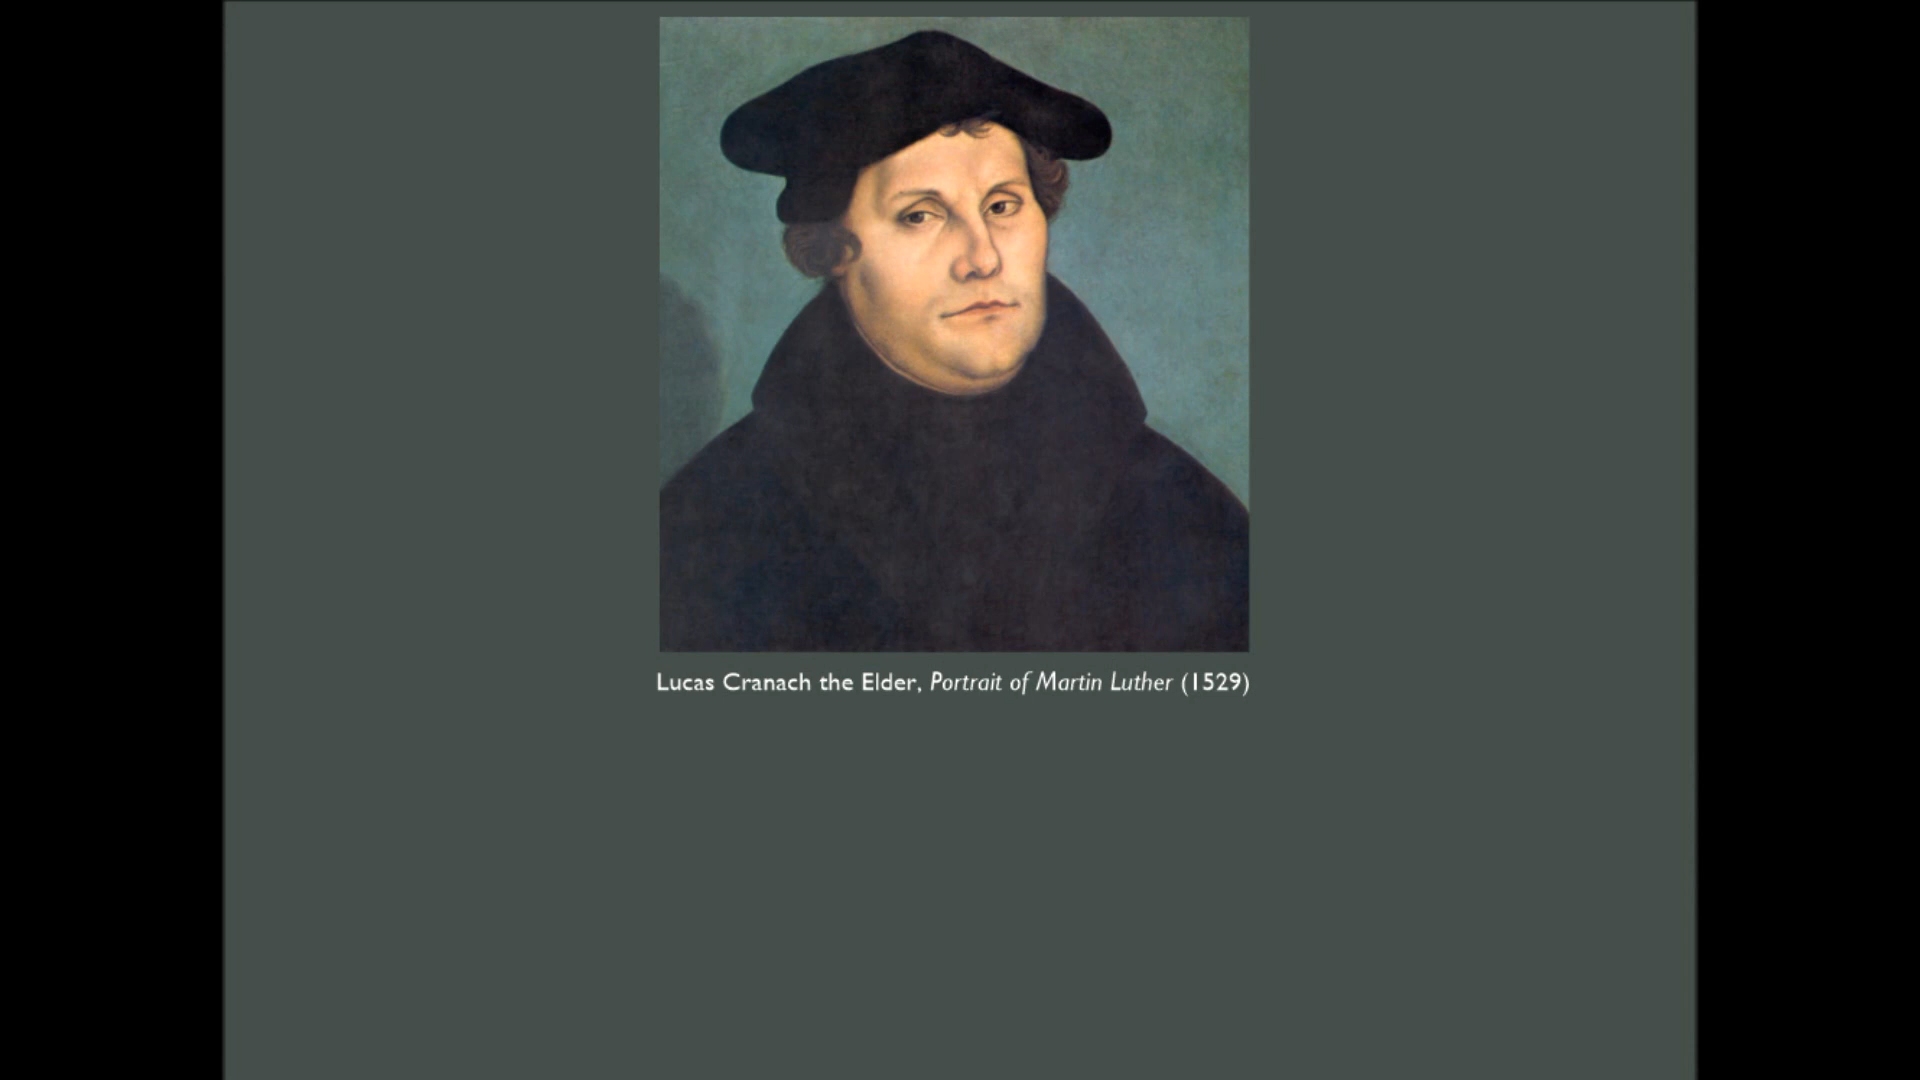 Lucas Cranach the Elder, Portrait of Martin Luther (1529)